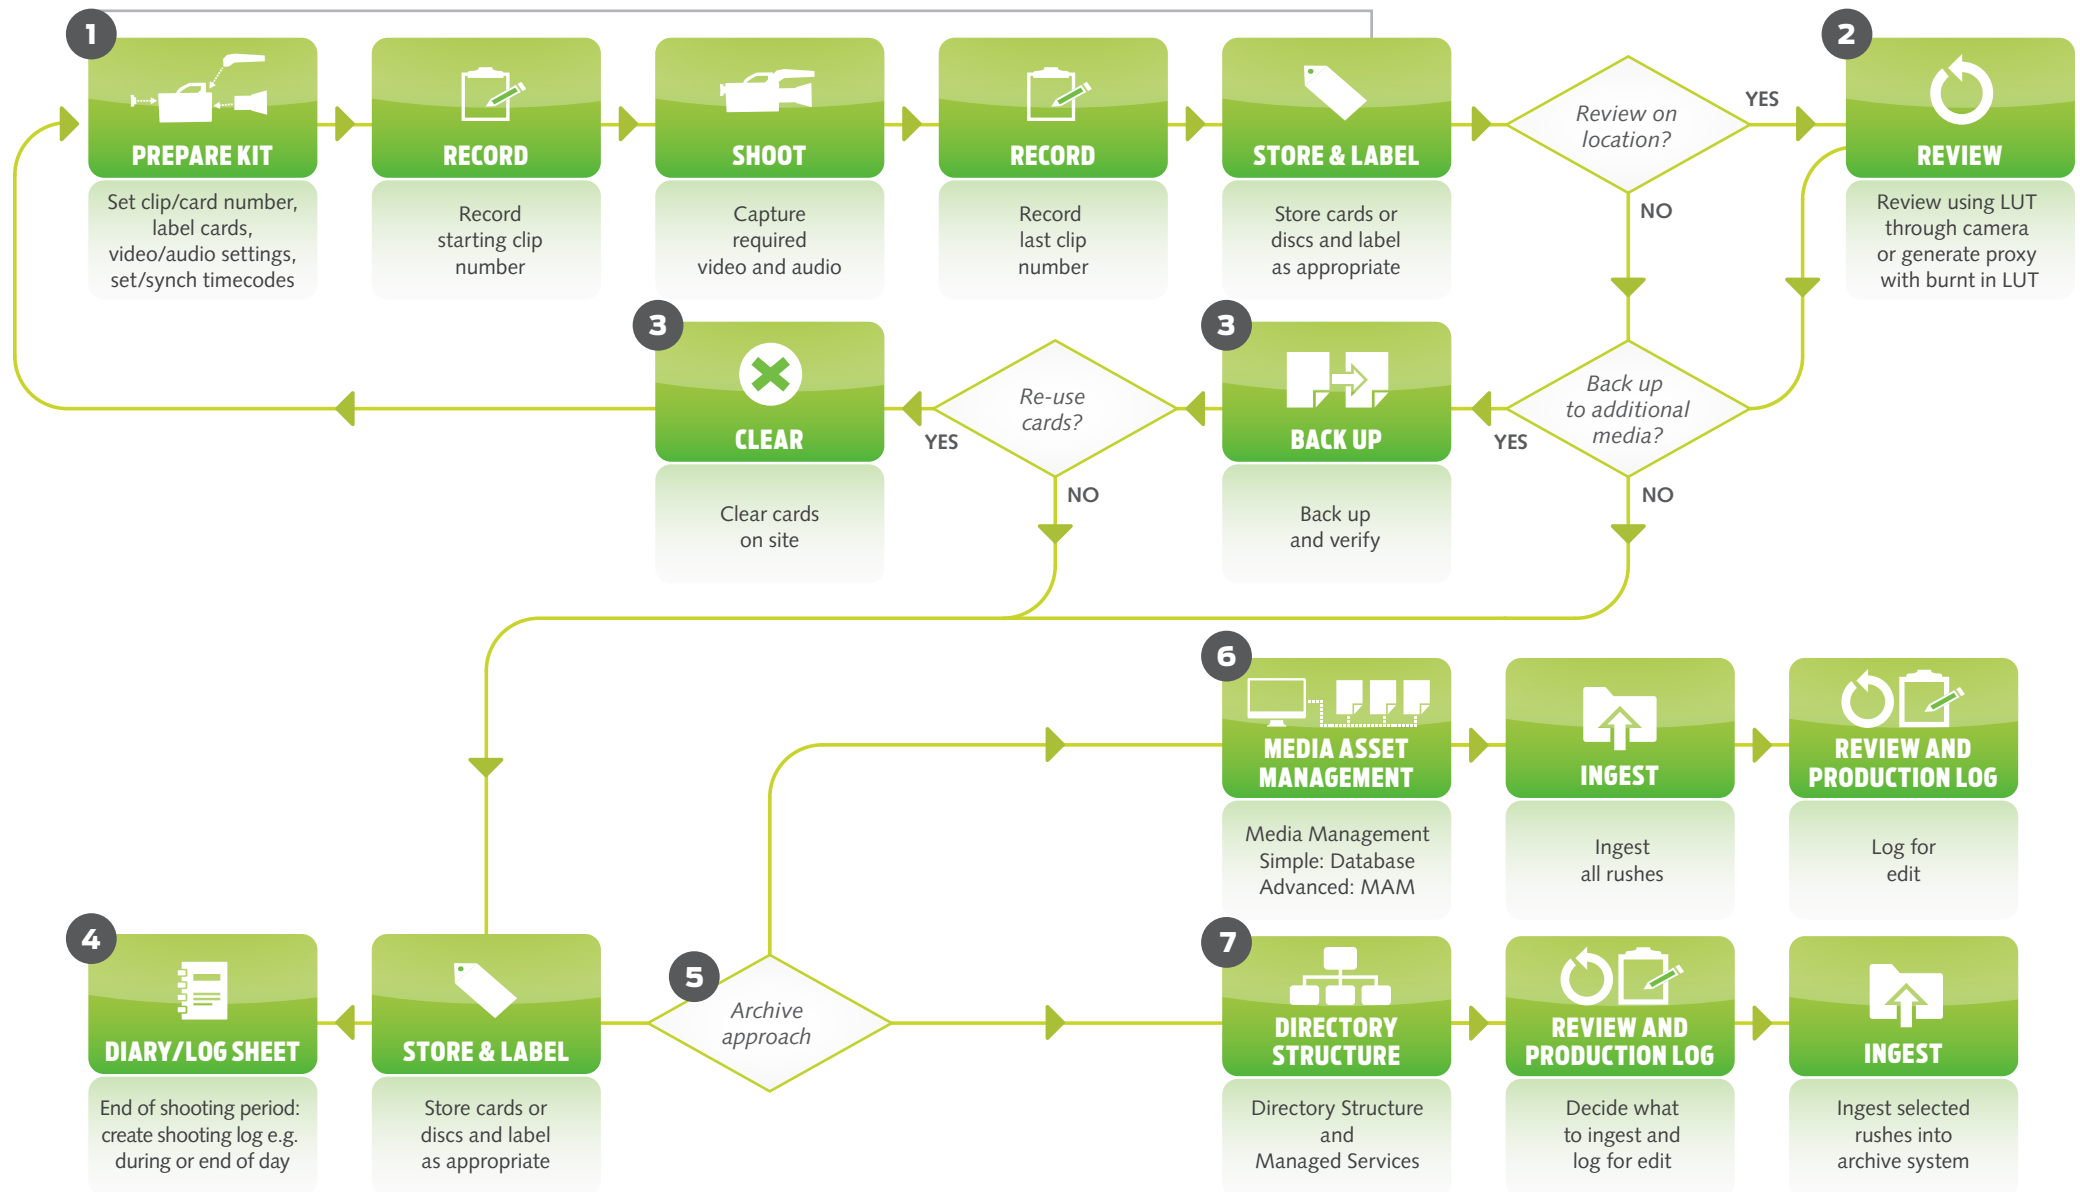 1
PREPARE KIT
Set clip/card number,
label cards,
video/audio settings,
set/synch timecodes
RECORD
Record
starting clip
number
SHOOT
Capture
required
video and audio
RECORD
Record
last clip
number
STORE & LABEL
Store cards or
discs and label
as appropriate
Review on
location?
YES
NO
2
REVIEW
Review using LUT
through camera
or generate proxy
with burnt in LUT
Back up
to additional
media?
YES
NO
3
BACK UP
Back up
and verify
Re-use
cards?
YES
NO
3
CLEAR
Clear cards
on site
4
DIARY/LOG SHEET
End of shooting period:
create shooting log e.g.
during or end of day
STORE & LABEL
Store cards or
discs and label
as appropriate
5
Archive
approach
6
MEDIA ASSET
MANAGEMENT
Media Management
Simple: Database
Advanced: MAM
INGEST
Ingest
all rushes
REVIEW AND
PRODUCTION LOG
Log for
edit
7
DIRECTORY
STRUCTURE
Directory Structure
and
Managed Services
REVIEW AND
PRODUCTION LOG
Decide what
to ingest and
log for edit
INGEST
Ingest selected
rushes into
archive system